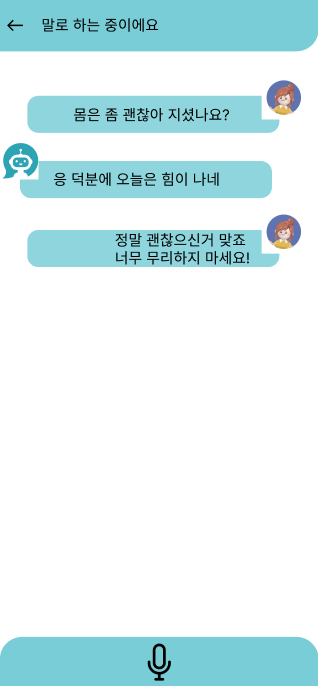 말로 하는 중이에요
몸은 좀 괜찮아 지셨나요?
응 덕분에 오늘은 힘이 나네
정말 괜찮으신거 맞죠
너무 무리하지 마세요!